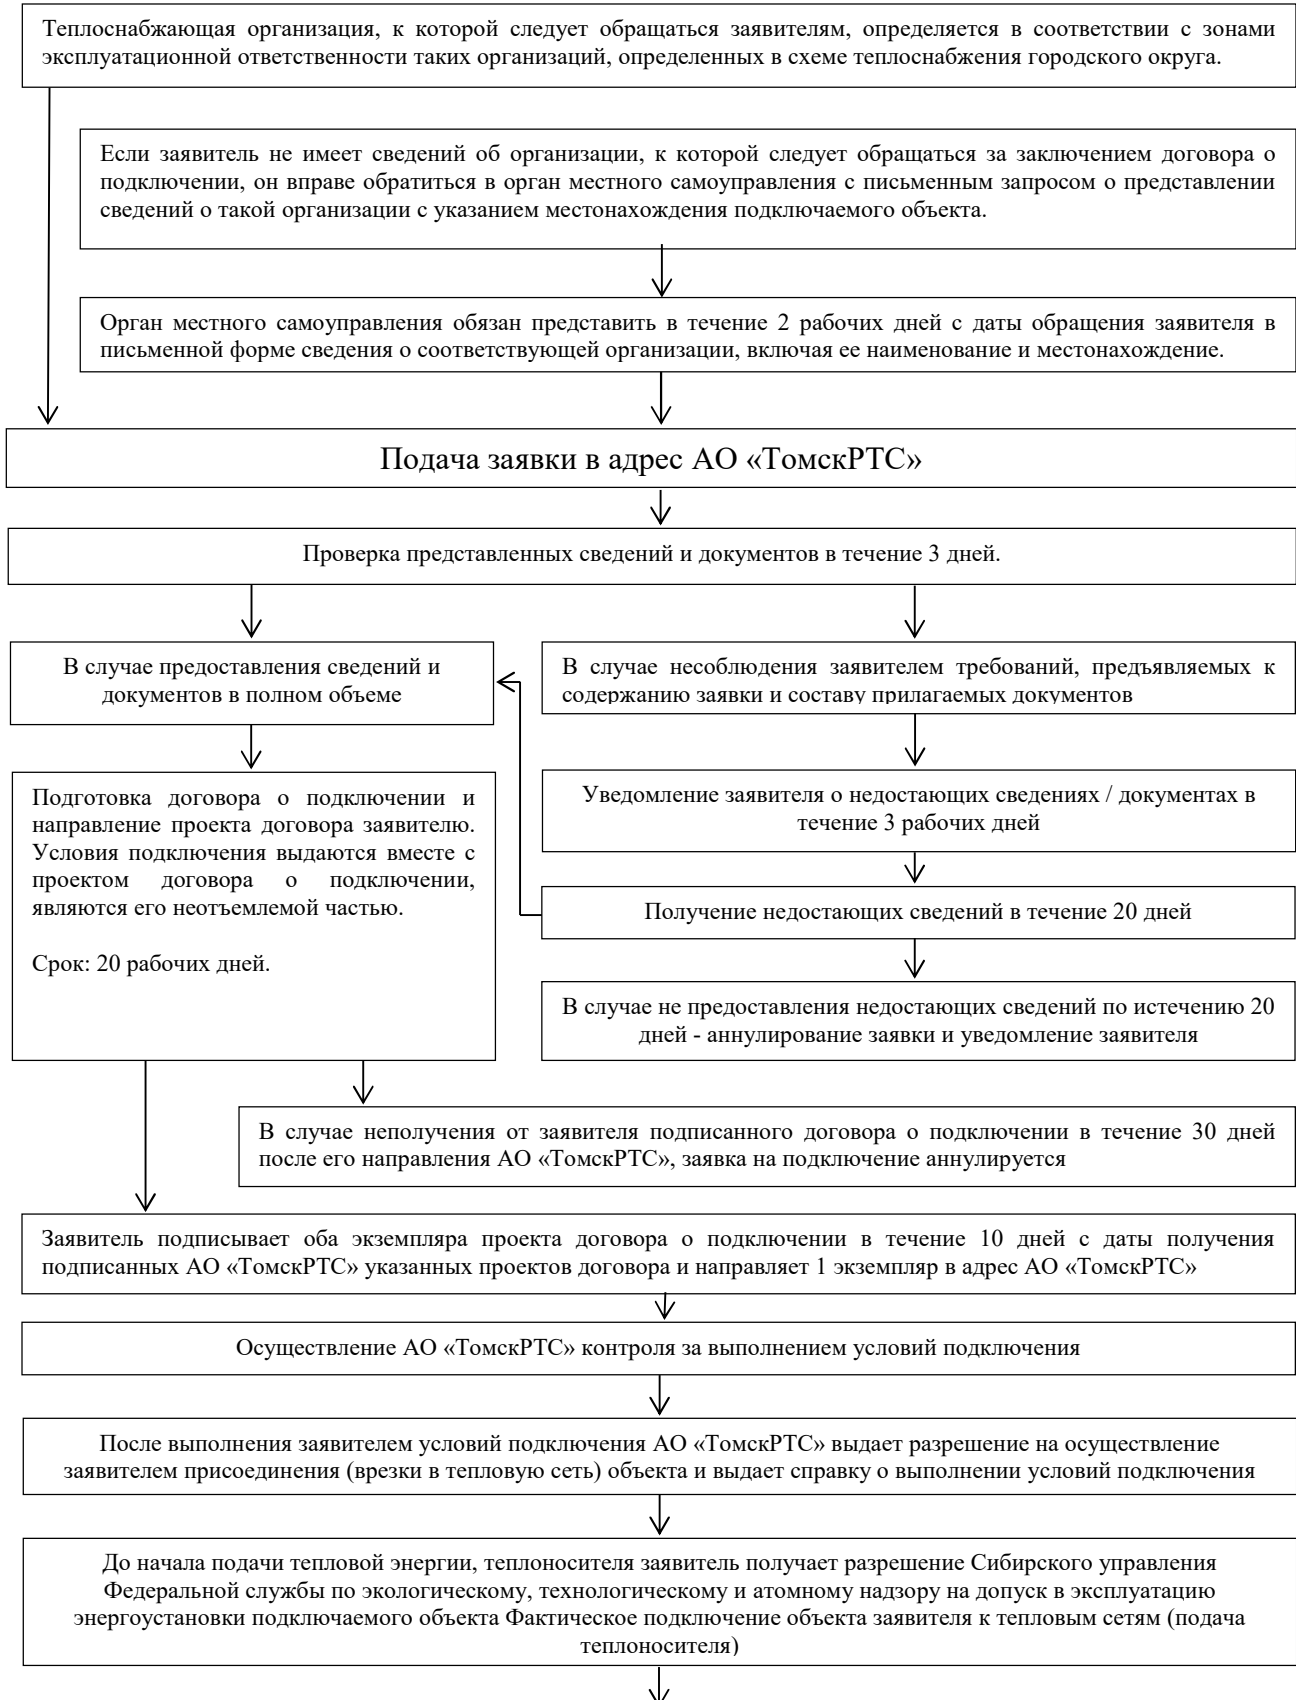 Теплоснабжающая организация, к которой следует обращаться заявителям, определяется в соответствии с зонами
эксплуатационной ответственности таких организаций, определенных в схеме теплоснабжения городского округа.
Если заявитель не имеет сведений об организации, к которой следует обращаться за заключением договора о
подключении, он вправе обратиться в орган местного самоуправления с письменным запросом о представлении
сведений о такой организации с указанием местонахождения подключаемого объекта.
Орган местного самоуправления обязан представить в течение 2 рабочих дней с даты обращения заявителя в
письменной форме сведения о соответствующей организации, включая ее наименование и местонахождение.
Подача заявки в адрес АО «ТомскРТС»
Проверка представленных сведений и документов в течение 3 дней.
В случае предоставления сведений и
документов в полном объеме
В случае несоблюдения заявителем требований, предъявляемых к
содержанию заявки и составу прилагаемых документов
Подготовка договора о подключении и
направление проекта договора заявителю.
Условия подключения выдаются вместе с
проектом договора о подключении,
являются его неотъемлемой частью.
Срок: 20 рабочих дней.
Уведомление заявителя о недостающих сведениях / документах в
течение 3 рабочих дней
Получение недостающих сведений в течение 20 дней
В случае не предоставления недостающих сведений по истечению 20
дней - аннулирование заявки и уведомление заявителя
В случае неполучения от заявителя подписанного договора о подключении в течение 30 дней
после его направления АО «ТомскРТС», заявка на подключение аннулируется
Заявитель подписывает оба экземпляра проекта договора о подключении в течение 10 дней с даты получения
подписанных АО «ТомскРТС» указанных проектов договора и направляет 1 экземпляр в адрес АО «ТомскРТС»
Осуществление АО «ТомскРТС» контроля за выполнением условий подключения
После выполнения заявителем условий подключения АО «ТомскРТС» выдает разрешение на осуществление
заявителем присоединения (врезки в тепловую сеть) объекта и выдает справку о выполнении условий подключения
До начала подачи тепловой энергии, теплоносителя заявитель получает разрешение Сибирского управления
Федеральной службы по экологическому, технологическому и атомному надзору на допуск в эксплуатацию
энергоустановки подключаемого объекта Фактическое подключение объекта заявителя к тепловым сетям (подача
теплоносителя)